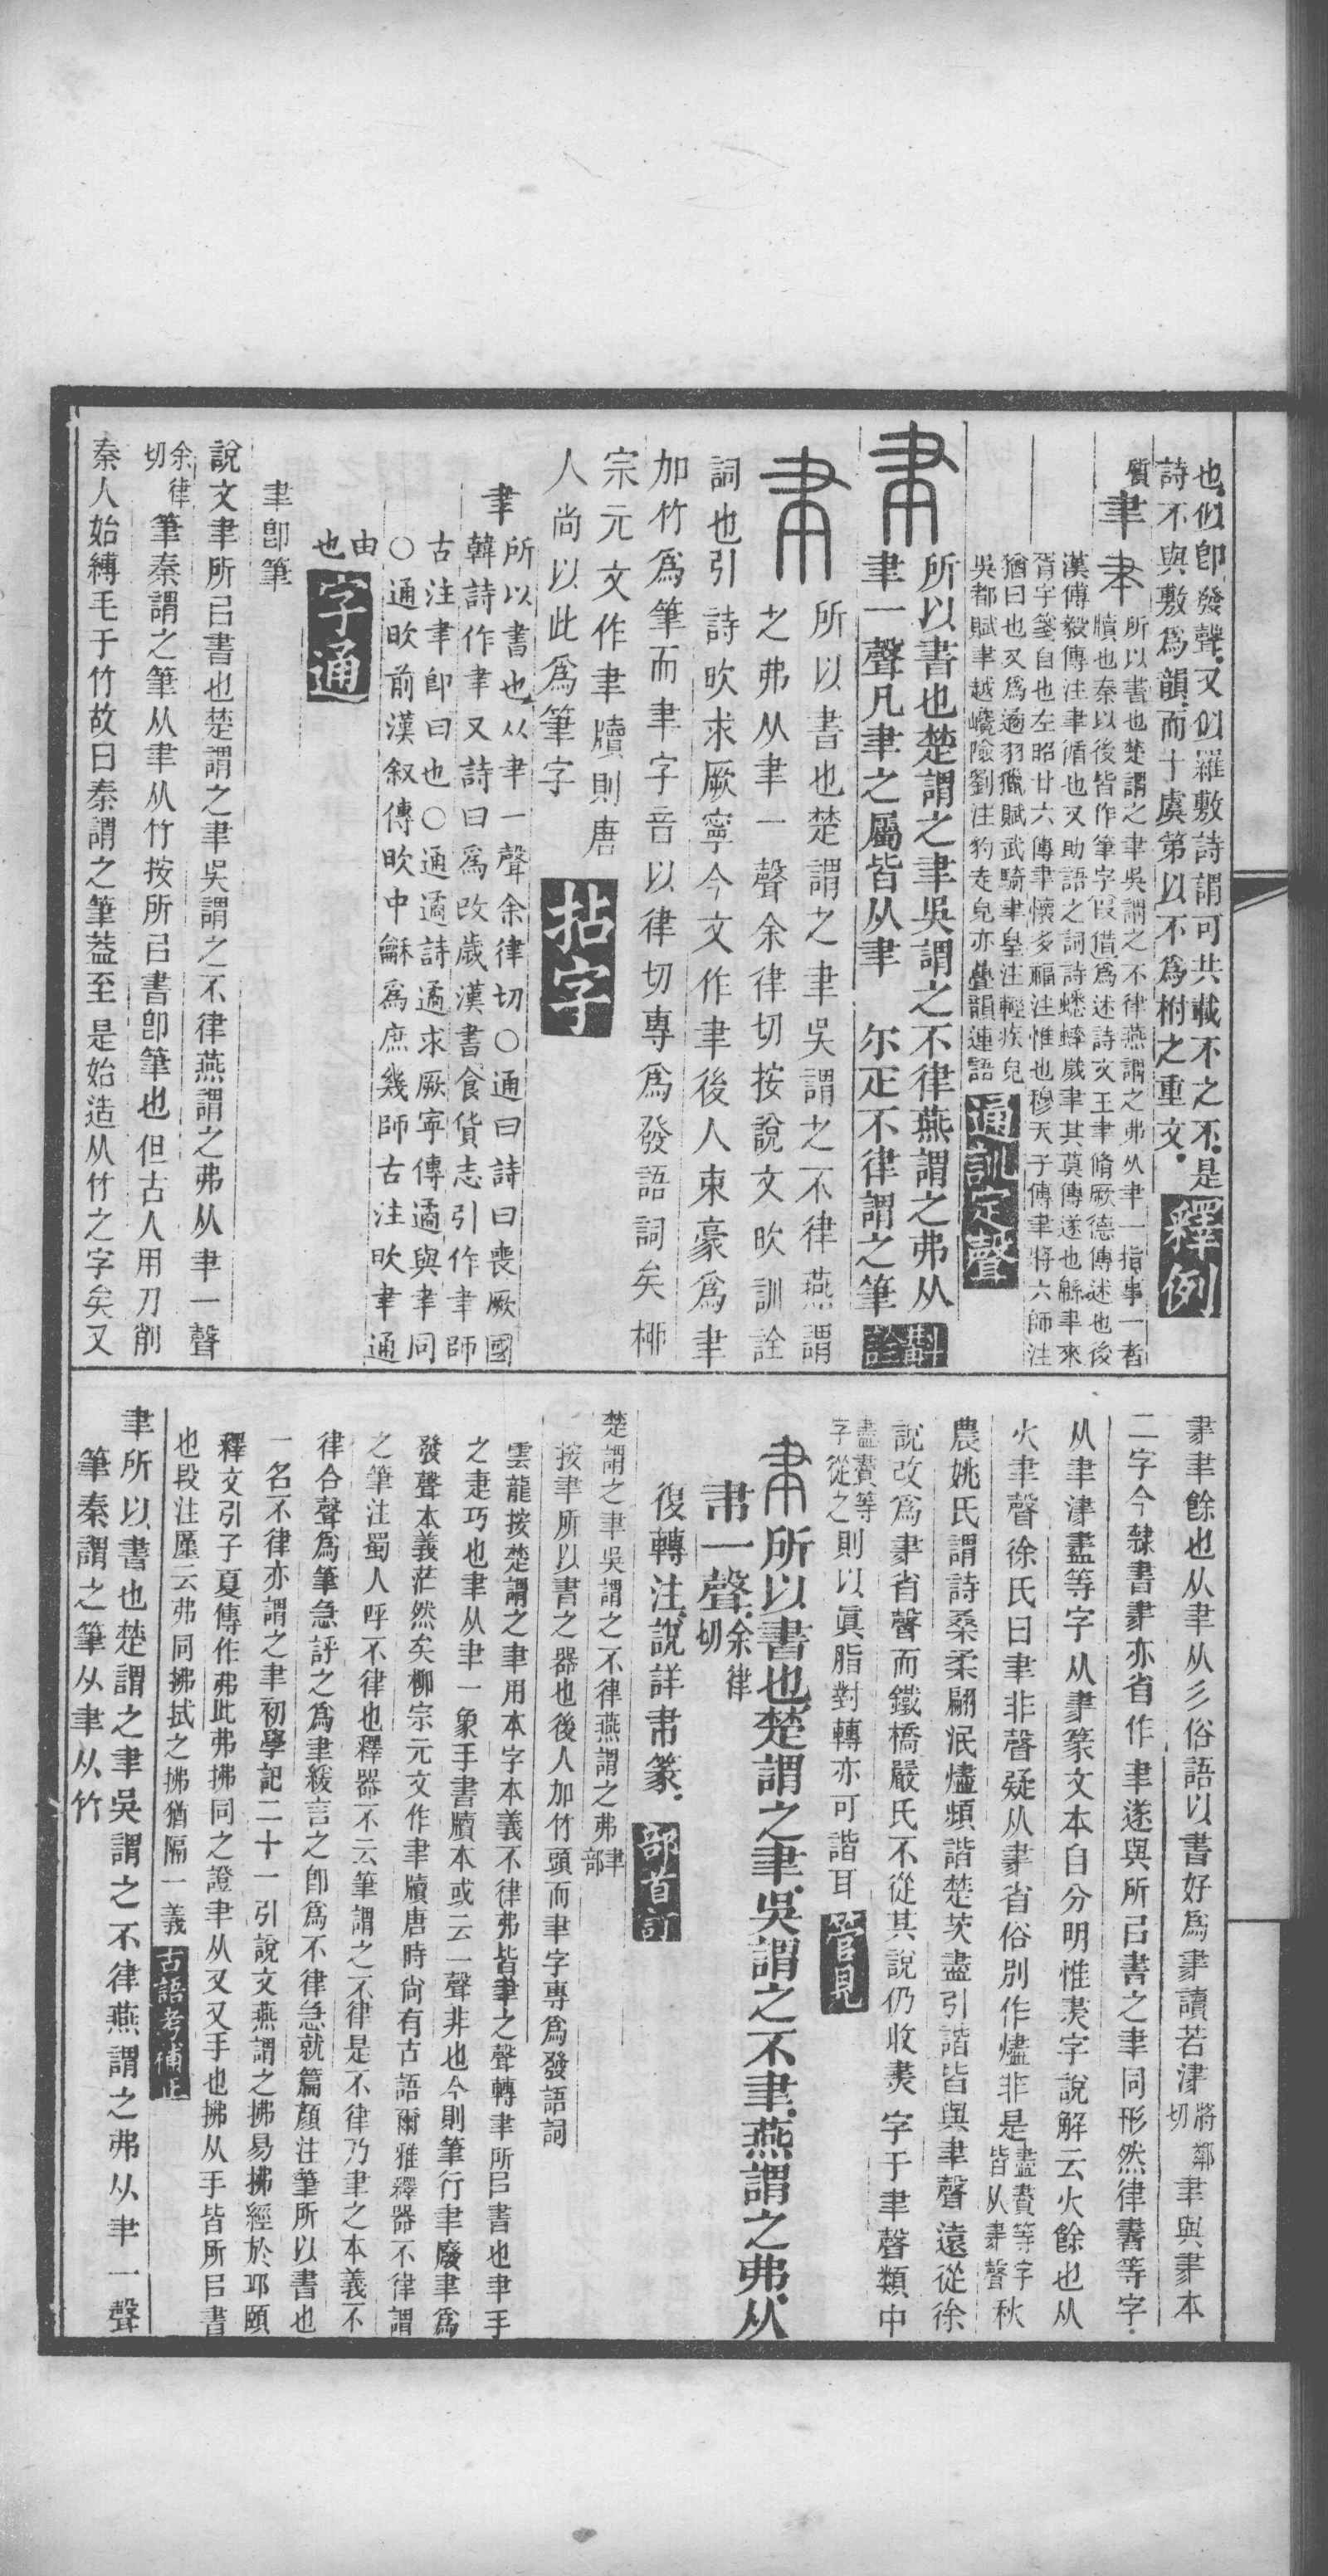 也似卽發聲又似羅敷詩謂可共載不之不是
詩不與敷爲韻而十虞第以不爲柎之重文 釋例
質 聿
所以書也楚謂之聿吳謂之不律燕謂之弗从聿一指事一者
牘也秦以後皆作筆字叚借爲述詩文王聿脩厥德傳述也後
漢傅毅傳注聿循也又助語之詞詩蟋蟀歲聿其莫傳遂也緜聿來
胥宇箋自也左昭廿六傳聿懷多福注惟也穆天子傳聿將六師注
猶曰也又爲遹羽獵賦武騎聿皇注輕疾皃
吳都賦聿越巇險劉注豹走皃亦疊韻連語 通訓定聲
聿 所以書也楚謂之聿吳謂之不律燕謂之弗从
聿一聲凡聿之屬皆从聿 尔疋不律謂之筆 斠詮
聿 所以書也楚謂之聿吳謂之不律燕謂
之弗从聿一聲余律切按說文欥訓詮
詞也引詩欥求厥寧今文作聿後人束豪爲聿
加竹爲筆而聿字音以律切專爲發語詞矣桺
宗元文作聿牘則唐
人尚以此爲筆字 拈字
聿 所以書也从聿一聲余律切○通曰詩曰喪厥國
韓詩作聿又詩曰爲改歲漢書食貨志引作聿師
古注聿卽曰也○通遹詩遹求厥寧傳遹與聿同
○通欥前漢叙傳欥中龢爲庶幾師古注欥聿通
由
也 字通
聿卽筆
說文聿所㠯書也楚謂之聿吳謂之不律燕謂之弗从聿一聲
余律
切 筆秦謂之筆从聿从竹按所㠯書卽筆也但古人用刀削
秦人始縛毛于竹故曰秦謂之筆葢至是始造从竹之字矣又
㶳聿餘也从聿从彡俗語以書好爲㶳讀若津將鄰切聿與㶳本
二字今隸書㶳亦省作聿遂與所㠯書之聿同形然律書等字
从聿津盡等字从㶳篆文本自分明惟㶳字說解云火餘也从
火聿聲徐氏曰聿非聲疑从㶳省俗別作燼非是盡㶳等字皆从㶳聲秋
農姚氏謂詩桑柔翩泯燼頻諧楚茨盡引諧皆與聿聲遠從徐
說改爲㶳省聲而鐵橋嚴氏不從其說仍收㶳字于聿聲類中
盡㶳等
字從之 則以眞脂對轉亦可諧耳 管見
聿所以書也楚謂之聿吳謂之不聿燕謂之弗从
帇一聲余律切
復轉注說詳帇篆 部首訂
楚謂之聿吳謂之不律燕謂之弗聿部
按聿所以書之器也後人加竹頭而聿字專爲發語詞
雲龍按楚謂之聿用本字本義不律弗皆聿之聲轉聿所㠯書也聿手
之疌巧也聿从聿一象手書牘本或云一聲非也今則筆行聿廢聿爲
發聲本義茫然矣柳宗元文作聿牘唐時尙有古語爾雅釋器不律謂
之筆注蜀人呼不律也釋器不云筆謂之不律是不律乃聿之本義不
律合聲爲筆急評之爲聿緩言之卽爲不律急就篇顏注筆所以書也
一名不律亦謂之聿初學記二十一引說文燕謂之拂易拂經於邱頤
釋文引子夏傳作弗此弗拂同之證聿从又又手也拂从手皆所㠯書
也段注㕞云弗同拂拭之拂猶隔一義 古語考補正
聿所以書也楚謂之聿吳謂之不律燕謂之弗从聿一聲
筆秦謂之筆从聿从竹